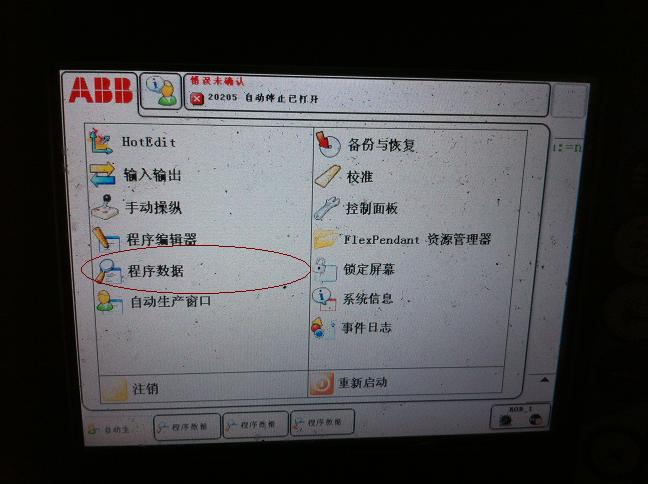 ABB
错误未确认
20205 自动停止已打开
HotEdit
备份与恢复
:=n
输入输出
校准
手动操纵
控制面板
程序编辑器
FlexPendant 资源管理器
程序数据
锁定屏幕
自动生产窗口
系统信息
事件日志
注销
重新启动
自动生
程序数据
程序数据
程序数据
ROB_1